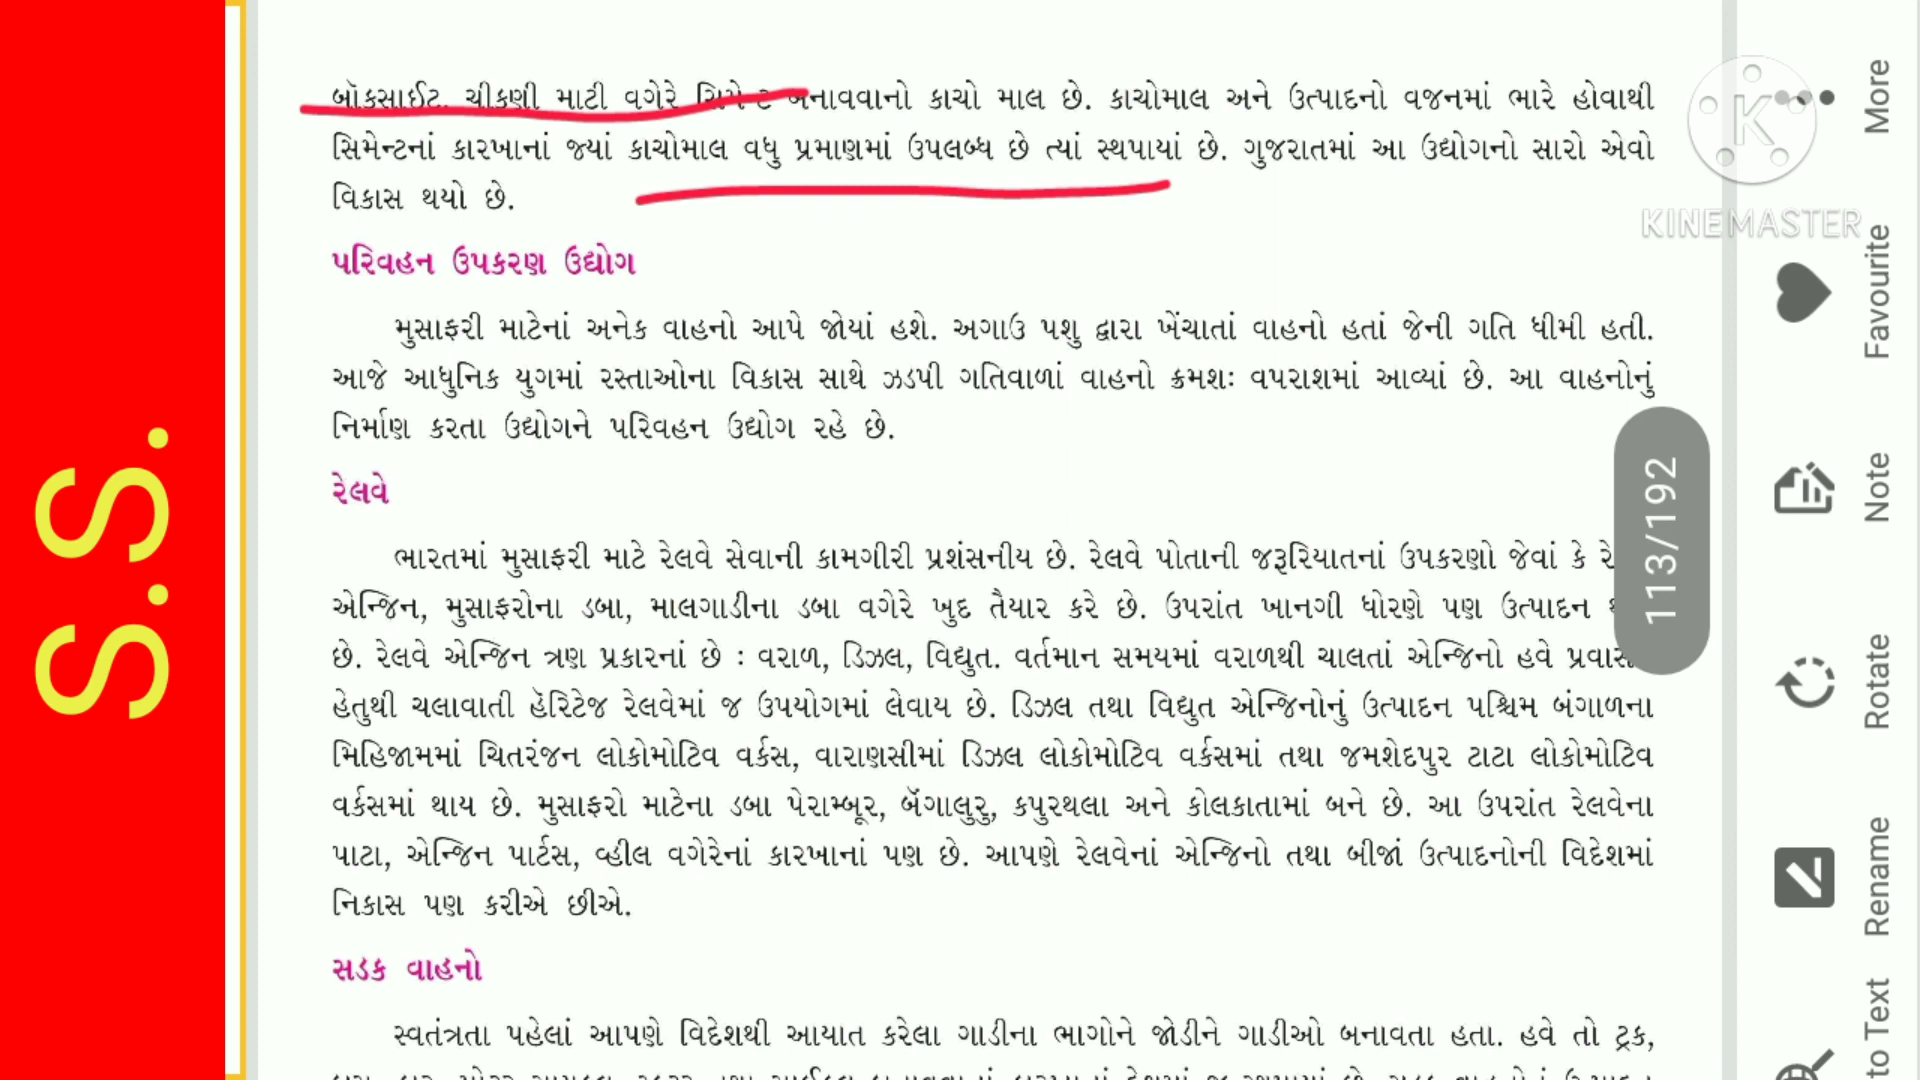 S.S.
બૉકસાઈટ, ચીકણી માટી વગેરે સિમેન્ટ બનાવવાનો કાચો માલ છે. કાચોમાલ અને ઉત્પાદનો વજનમાં ભારે હોવાથી
સિમેન્ટનાં કારખાનાં જ્યાં કાચોમાલ વધુ પ્રમાણમાં ઉપલબ્ધ છે ત્યાં સ્થપાયાં છે. ગુજરાતમાં આ ઉદ્યોગનો સારો એવો
વિકાસ થયો છે.
પરિવહન ઉપકરણ ઉદ્યોગ
મુસાફરી માટેનાં અનેક વાહનો આપે જોયાં હશે. અગાઉ પશુ દ્વારા ખેંચાતાં વાહનો હતાં જેની ગતિ ધીમી હતી.
આજે આધુનિક યુગમાં રસ્તાઓના વિકાસ સાથે ઝડપી ગતિવાળાં વાહનો ક્રમશઃ વપરાશમાં આવ્યાં છે. આ વાહનોનું
નિર્માણ કરતા ઉદ્યોગને પરિવહન ઉદ્યોગ રહે છે.
રેલવે
ભારતમાં મુસાફરી માટે રેલવે સેવાની કામગીરી પ્રશંસનીય છે. રેલવે પોતાની જરૂરિયાતનાં ઉપકરણો જેવાં કે
એન્જિન, મુસાફરોના ડબા, માલગાડીના ડબા વગેરે ખુદ તૈયાર કરે છે. ઉપરાંત ખાનગી ધોરણે પણ ઉત્પાદન
છે. રેલવે એન્જિન ત્રણ પ્રકારનાં છે : વરાળ, ડિઝલ, વિદ્યુત. વર્તમાન સમયમાં વરાળથી ચાલતાં એન્જિનો હવે
હેતુથી ચલાવાતી હૅરિટેજ રેલવેમાં જ ઉપયોગમાં લેવાય છે. ડિઝલ તથા વિદ્યુત એન્જિનોનું ઉત્પાદન પશ્ચિમ બંગાળના
મિહિજામમાં ચિતરંજન લોકોમોટિવ વર્કસ, વારાણસીમાં ડિઝલ લોકોમોટિવ વર્કસમાં તથા જમશેદપુર ટાટા લોકોમોટિવ
વર્કસમાં થાય છે. મુસાફરો માટેના ડબા પેરામ્બૂર, બૅંગાલુરુ, કપુરથલા અને કોલકાતામાં બને છે. આ ઉપરાંત રેલવેના
પાટા, એન્જિન પાર્ટસ, વ્હીલ વગેરેનાં કારખાનાં પણ છે. આપણે રેલવેનાં એન્જિનો તથા બીજાં ઉત્પાદનોની વિદેશમાં
નિકાસ પણ કરીએ છીએ.
સડક વાહનો
સ્વતંત્રતા પહેલાં આપણે વિદેશથી આયાત કરેલા ગાડીના ભાગોને જોડીને ગાડીઓ બનાવતા હતા. હવે તો ટ્રક,
113/192
K
KINEMASTER
More
Favourite
Note
Rotate
Rename
to Text